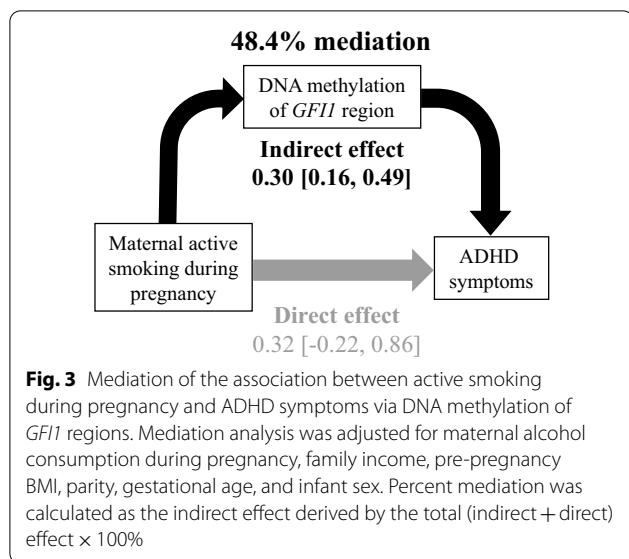 48.4% mediation
DNA methylation
of GFI1 region
Indirect effect
0.30 [0.16, 0.49]
Maternal active
smoking during
pregnancy
ADHD
symptoms
Direct effect
0.32 [-0.22, 0.86]
Fig. 3 Mediation of the association between active smoking
during pregnancy and ADHD symptoms via DNA methylation of
GFI1 regions. Mediation analysis was adjusted for maternal alcohol
consumption during pregnancy, family income, pre-pregnancy
BMI, parity, gestational age, and infant sex. Percent mediation was
calculated as the indirect effect derived by the total (indirect + direct)
effect × 100%